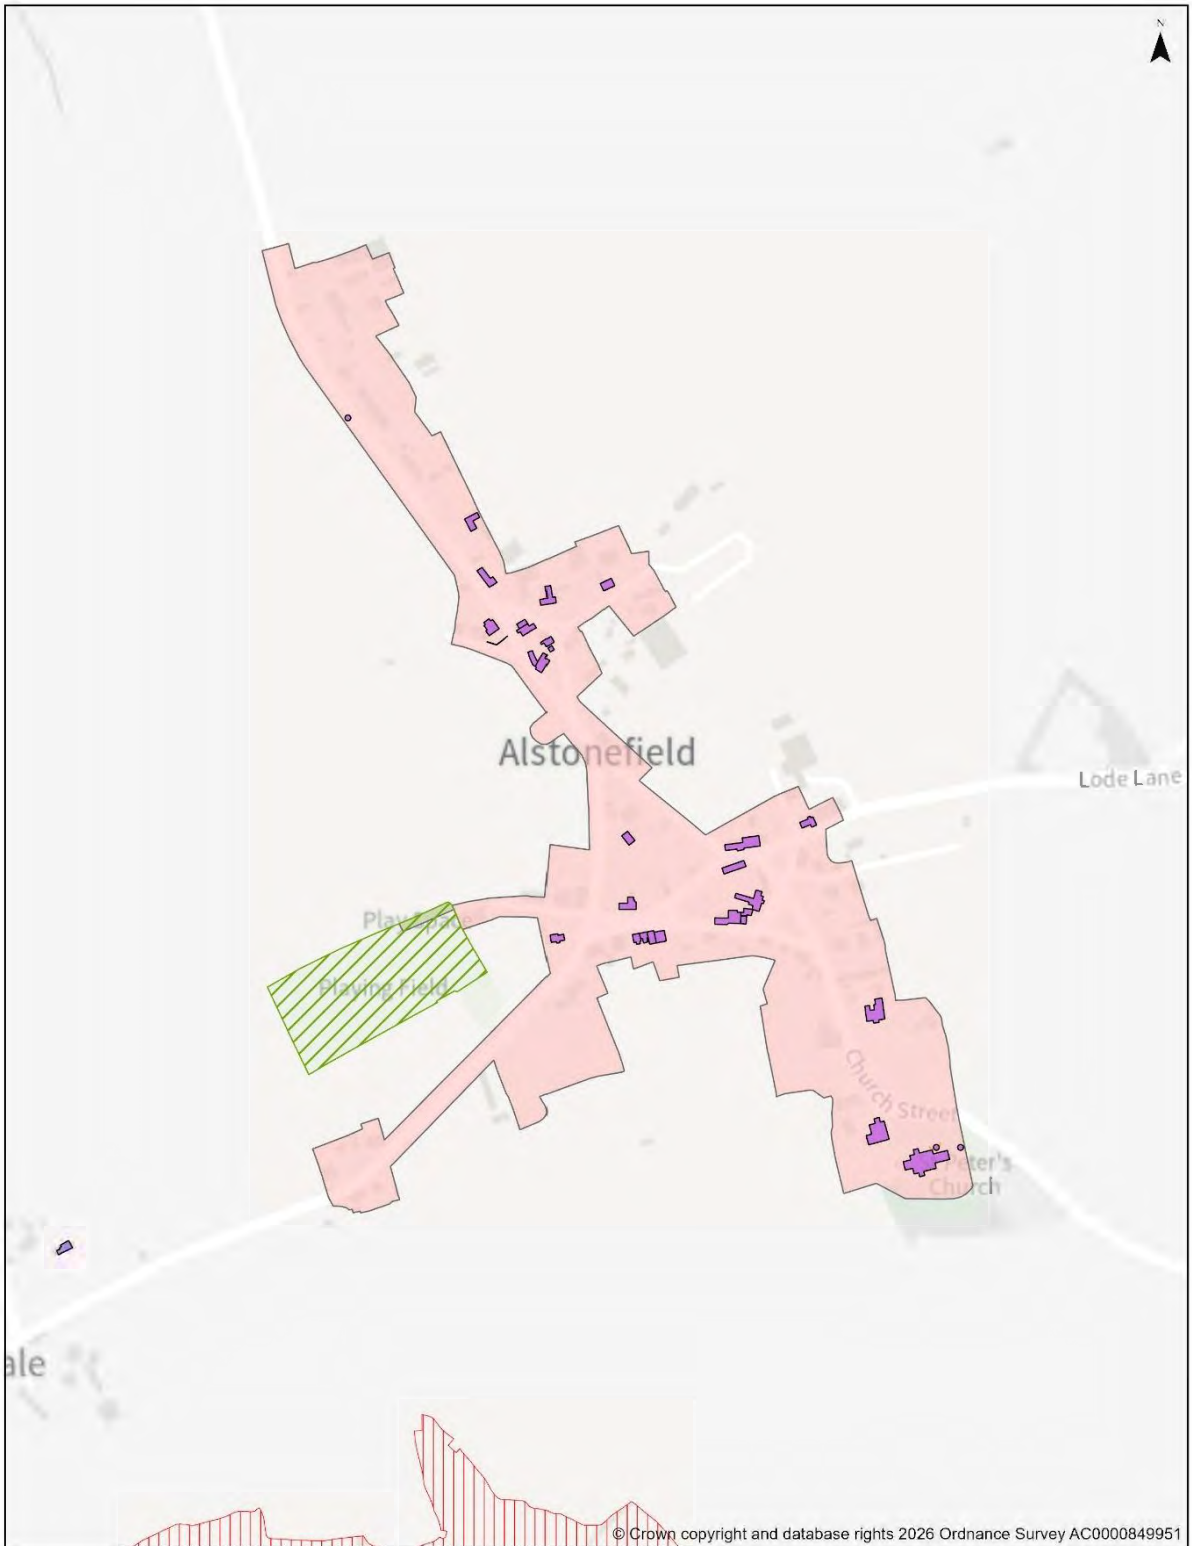 N
Alstonefield
Lode Lane
Play Space
Playing Field
Church Street
Peter's
Church
ale
© Crown copyright and database rights 2026 Ordnance Survey AC0000849951